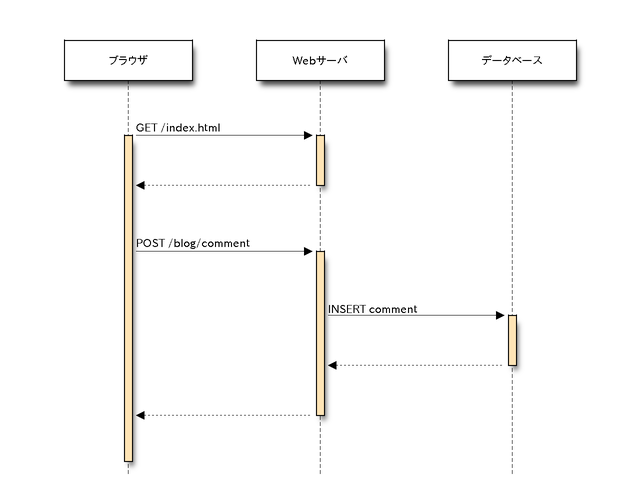 ブラウザ
Webサーバ
データベース
GET /index.html
POST /blog/comment
INSERT comment